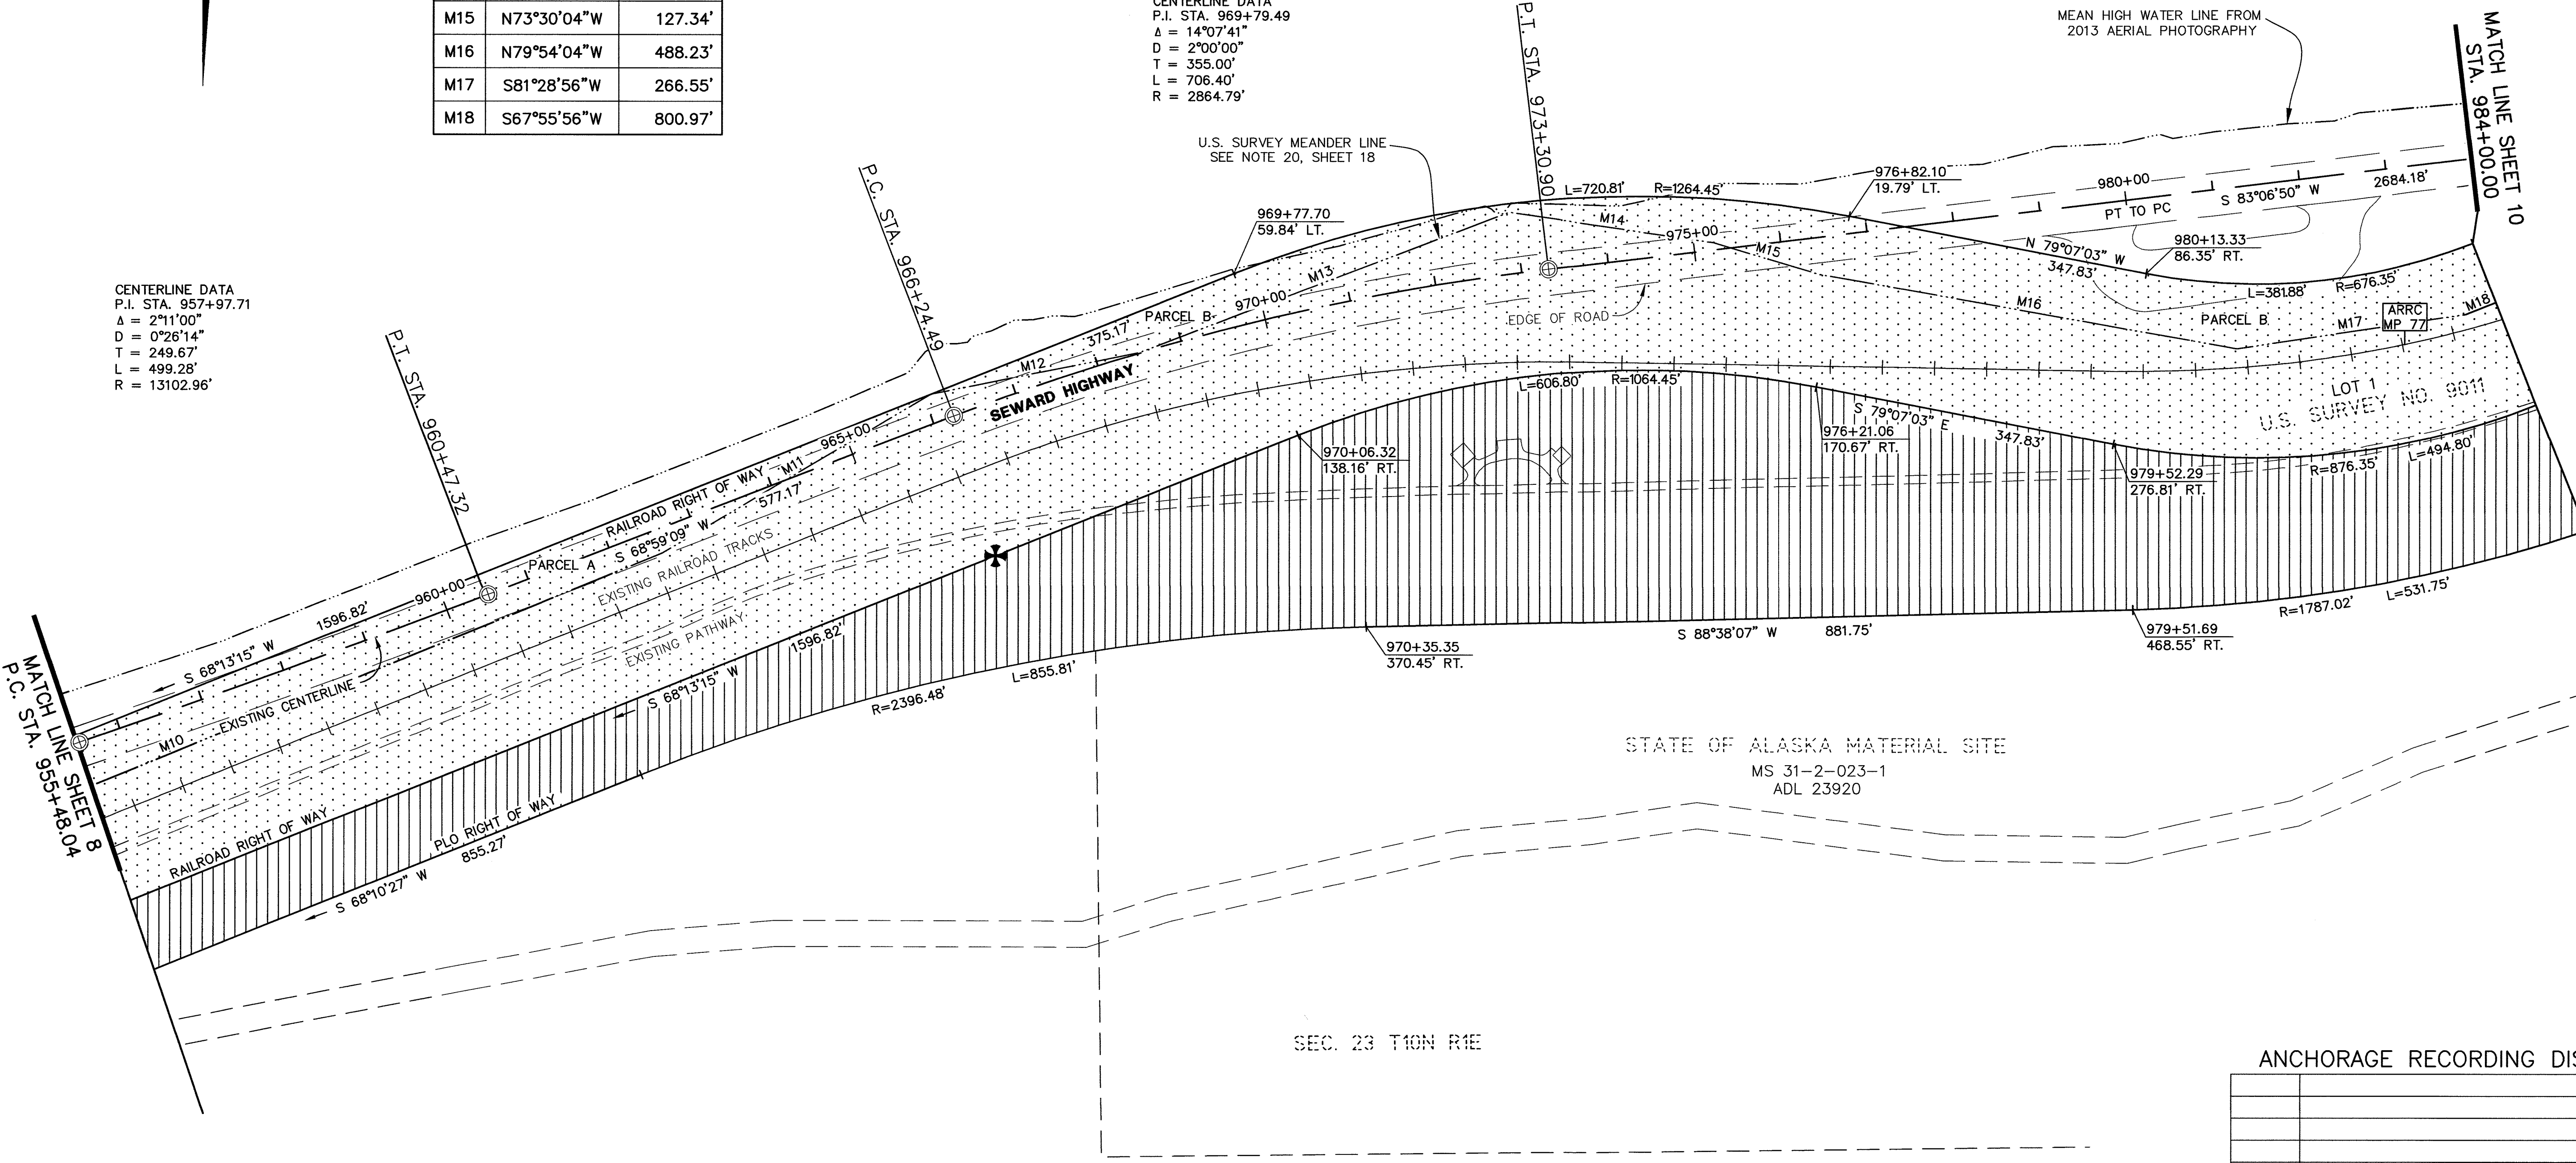 M15 N73°30'04"W 127.34'
M16 N79°54'04"W 488.23'
M17 S81°28'56"W 266.55'
M18 S67°55'56"W 800.97'
CENTERLINE DATA
P.I. STA. 969+79.49
Δ = 14°07'41"
D = 2°00'00"
T = 355.00'
L = 706.40'
R = 2864.79'
MEAN HIGH WATER LINE FROM
2013 AERIAL PHOTOGRAPHY
MATCH LINE SHEET 10
STA. 984+00.00
P.T. STA. 973+30.90
U.S. SURVEY MEANDER LINE
SEE NOTE 20, SHEET 18
P.C. STA. 966+24.49
CENTERLINE DATA
P.I. STA. 957+97.71
Δ = 2°11'00"
D = 0°26'14"
T = 249.67'
L = 499.28'
R = 13102.96'
P.T. STA. 960+47.32
969+77.70
59.84' LT.
L=720.81' R=1264.45'
976+82.10
19.79' LT.
980+00
PT TO PC
S 83°06'50" W
2684.18'
M14
975+00
M15
N 79°07'03" W
347.83'
980+13.33
86.35' RT.
L=381.88'
R=676.35'
M13
970+00
PARCEL B
EDGE OF ROAD
M16
PARCEL B
M17
ARRC
MP 77
M18
375.17'
M12
SEWARD HIGHWAY
L=606.80' R=1064.45'
LOT 1
U.S. SURVEY NO. 9011
965+00
M11
577.17'
RAILROAD RIGHT OF WAY
S 68°59'09" W
PARCEL A
EXISTING RAILROAD TRACKS
970+06.32
138.16' RT.
976+21.06
170.67' RT.
S 79°07'03" E
347.83'
979+52.29
276.81' RT.
R=876.35'
L=494.80'
960+00
1596.82'
S 68°13'15" W
EXISTING PATHWAY
1596.82'
S 68°13'15" W
EXISTING CENTERLINE
M10
MATCH LINE SHEET 8
P.C. STA. 955+48.04
R=2396.48'
L=855.81'
970+35.35
370.45' RT.
S 88°38'07" W
881.75'
979+51.69
468.55' RT.
R=1787.02'
L=531.75'
RAILROAD RIGHT OF WAY
PLO RIGHT OF WAY
855.27'
S 68°10'27" W
STATE OF ALASKA MATERIAL SITE
MS 31-2-023-1
ADL 23920
SEC. 23 T10N R1E
ANCHORAGE RECORDING DIS